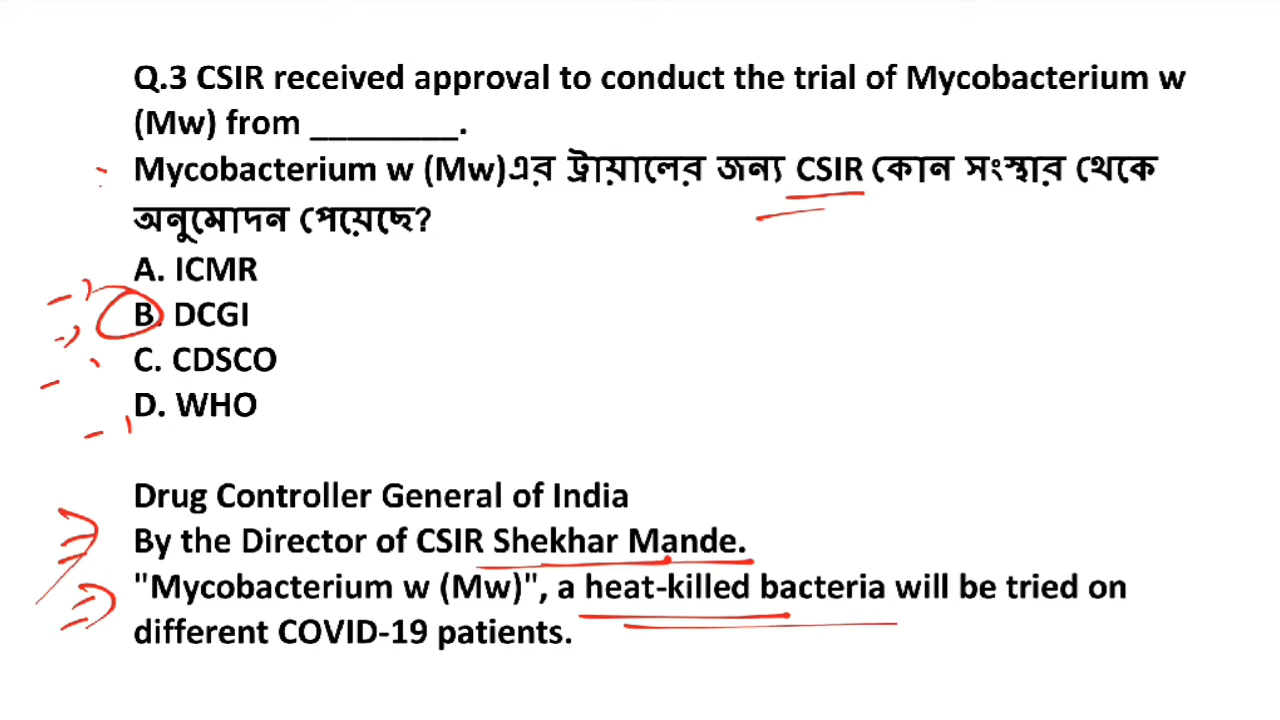 Q.3 CSIR received approval to conduct the trial of Mycobacterium w
(Mw) from ________.
Mycobacterium w (Mw)এর ট্রায়ালের জন্য CSIR কোন সংস্থার থেকে
অনুমোদন পেয়েছে?
A. ICMR
B. DCGI
C. CDSCO
D. WHO
Drug Controller General of India
By the Director of CSIR Shekhar Mande.
"Mycobacterium w (Mw)", a heat-killed bacteria will be tried on
different COVID-19 patients.